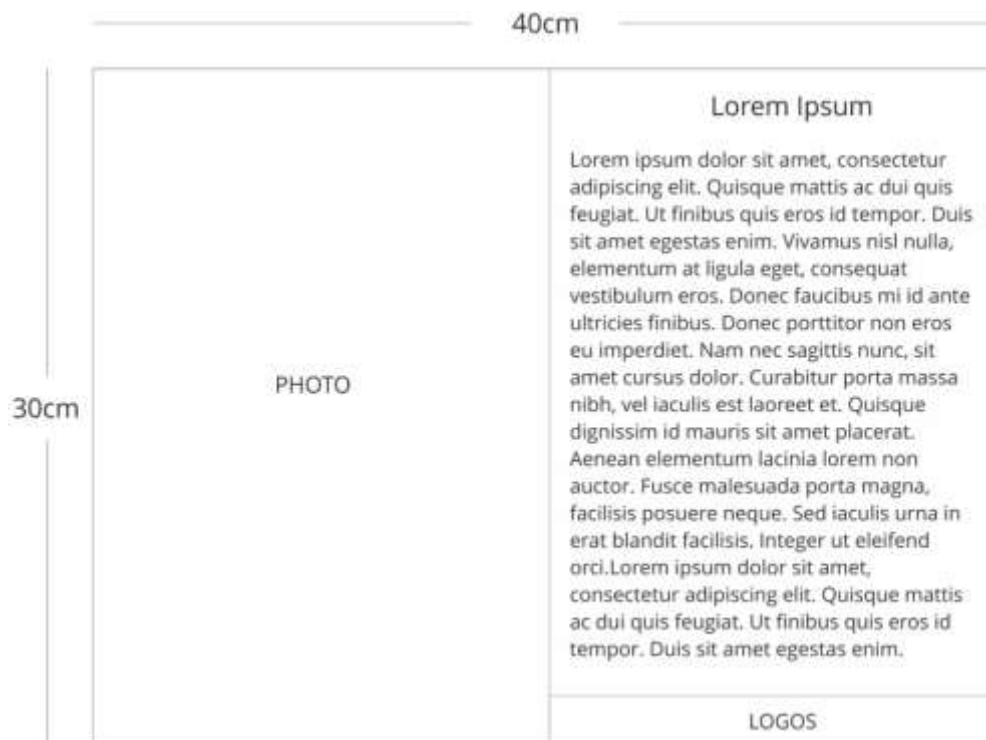 40cm
30cm
PHOTO
Lorem Ipsum
Lorem ipsum dolor sit amet, consectetur
adipiscing elit. Quisque mattis ac dui quis
feugiat. Ut finibus quis eros id tempor. Duis
sit amet egestas enim. Vivamus nisl nulla,
elementum at ligula eget, consequat
vestibulum eros. Donec faucibus mi id ante
ultricies finibus. Donec porttitor non eros
eu imperdiet. Nam nec sagittis nunc, sit
amet cursus dolor. Curabitur porta massa
nibh, vel iaculis est laoreet et. Quisque
dignissim id mauris sit amet placerat.
Aenean elementum lacinia lorem non
auctor. Fusce malesuada porta magna,
facilisis posuere neque. Sed iaculis urna in
erat blandit facilisis. Integer ut eleifend
orci.Lorem ipsum dolor sit amet,
consectetur adipiscing elit. Quisque mattis
ac dui quis feugiat. Ut finibus quis eros id
tempor. Duis sit amet egestas enim.
LOGOS